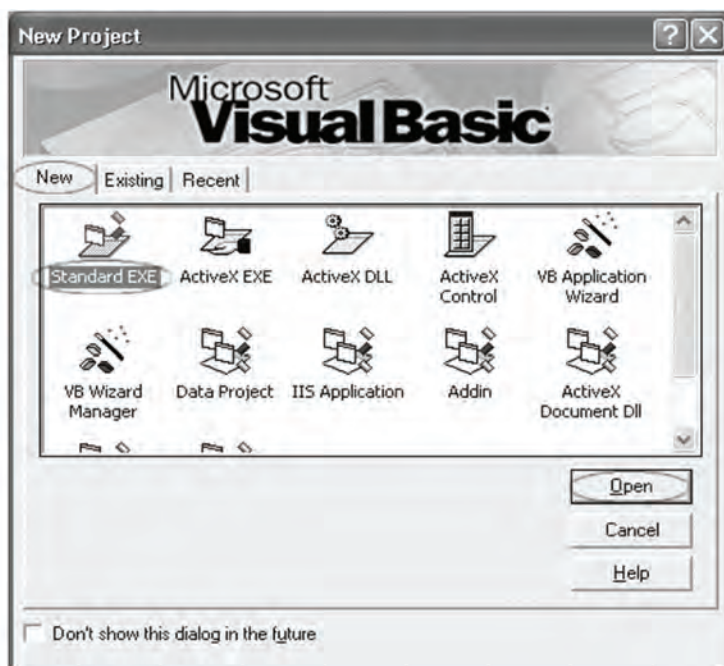 New Project
Microsoft
Visual Basic
New Existing Recent
Standard EXE ActiveX EXE ActiveX DLL ActiveX Control VB Application Wizard
VB Wizard Manager Data Project IIS Application Addin ActiveX Document Dll
Open
Cancel
Help
Don't show this dialog in the future